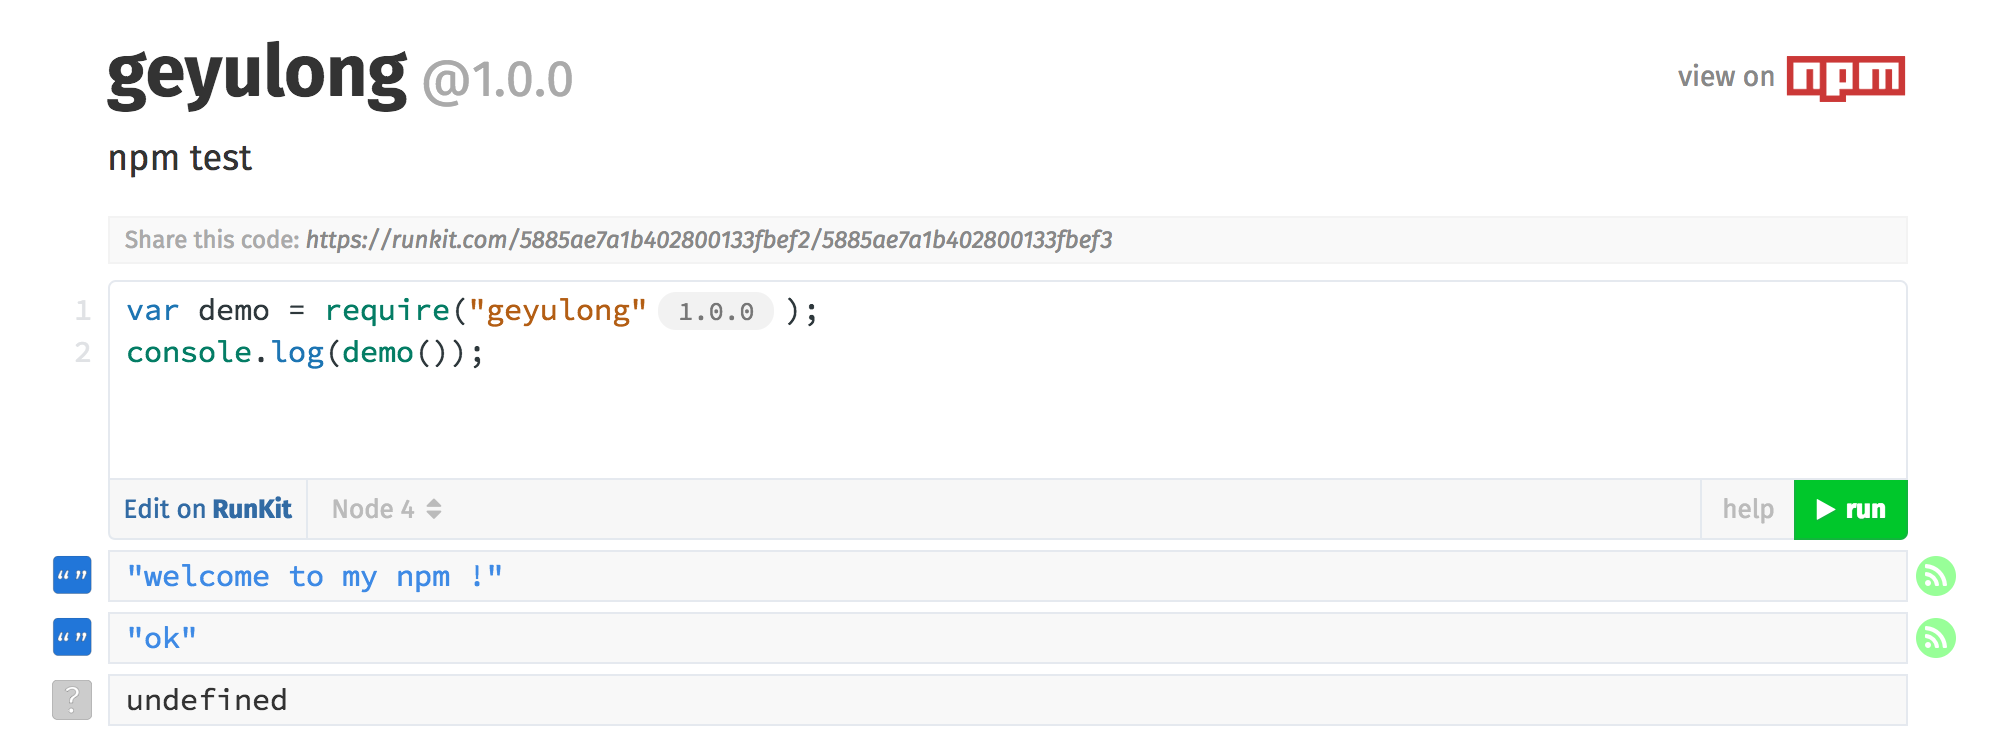 geyulong @1.0.0
view on npm
npm test
Share this code: https://runkit.com/5885ae7a1b402800133fbef2/5885ae7a1b402800133fbef3
1 var demo = require("geyulong" 1.0.0 );
2 console.log(demo());
Edit on RunKit Node 4 help run
“ ” "welcome to my npm !"
“ ” "ok"
? undefined